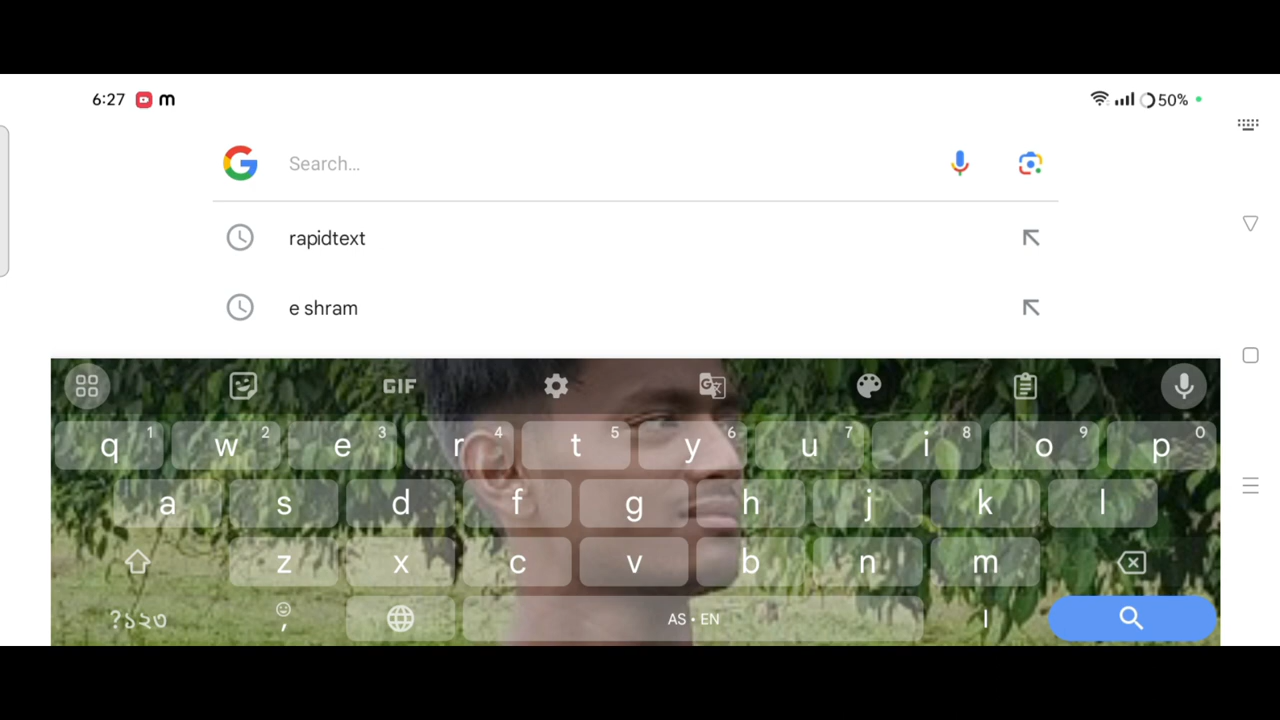 6:27 m 50%
Search...
rapidtext
e shram
GIF
q 1 w 2 e 3 r 4 t 5 y 6 u 7 i 8 o 9 p 0
a s d f g h j k l
z x c v b n m
?১২৩ , AS • EN ।